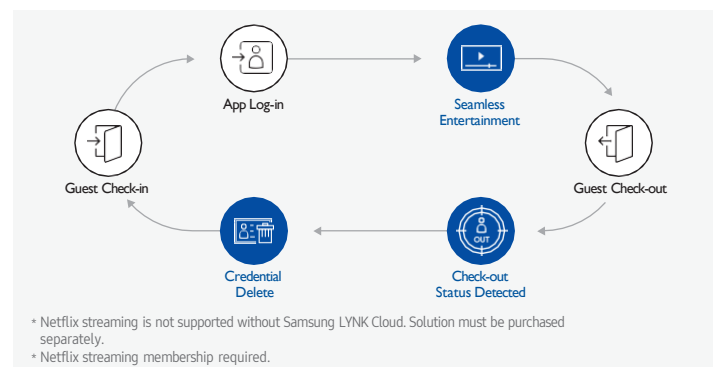 App Log-in
Seamless
Entertainment
Guest Check-in
Guest Check-out
OUT
Credential
Delete
Check-out
Status Detected
* Netflix streaming is not supported without Samsung LYNK Cloud. Solution must be purchased
separately.
* Netflix streaming membership required.